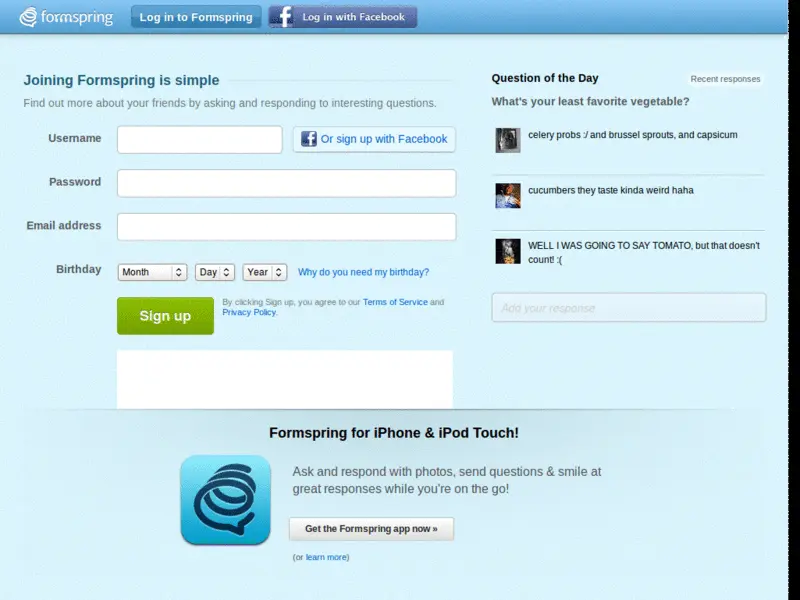 formspring
Log in to Formspring
Log in with Facebook
Joining Formspring is simple
Find out more about your friends by asking and responding to interesting questions.
Username
Or sign up with Facebook
Password
Email address
Birthday
Month
Day
Year
Why do you need my birthday?
Sign up
By clicking Sign up, you agree to our Terms of Service and
Privacy Policy.
Question of the Day
Recent responses
What's your least favorite vegetable?
celery probs :/ and brussel sprouts, and capsicum
cucumbers they taste kinda weird haha
WELL I WAS GOING TO SAY TOMATO, but that doesn't
count! :(
Add your response
Formspring for iPhone & iPod Touch!
Ask and respond with photos, send questions & smile at
great responses while you're on the go!
Get the Formspring app now »
(or learn more)